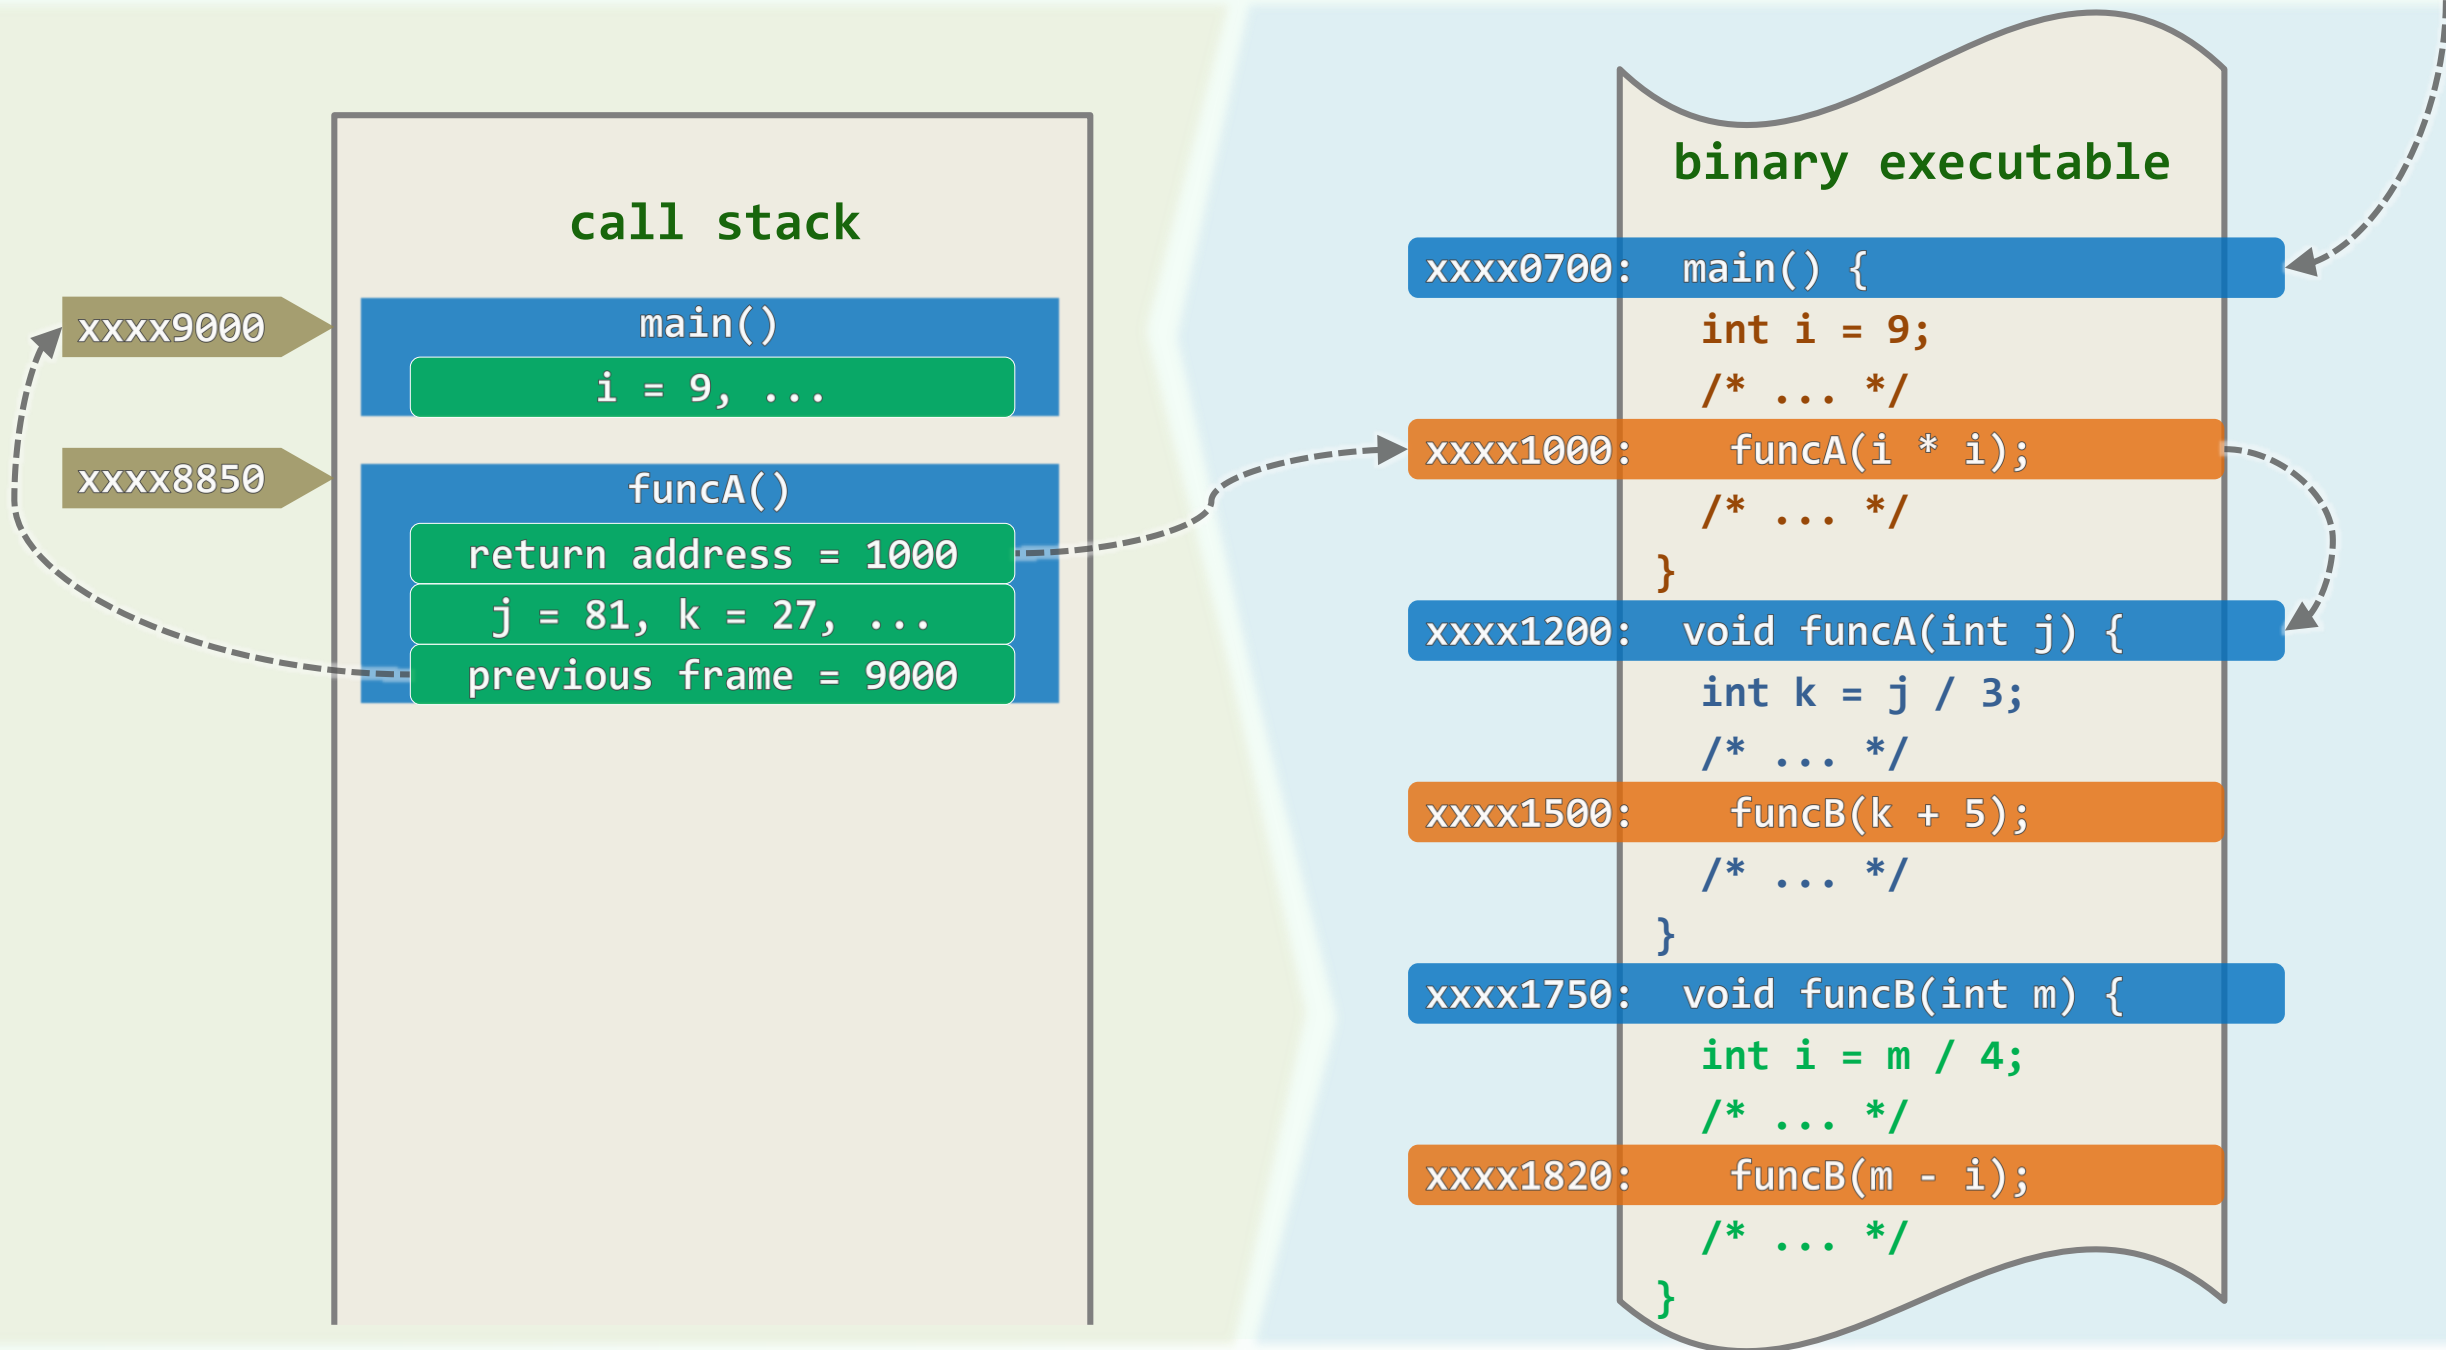 call stack
xxxx9000
main()
i = 9, ...
xxxx8850
funcA()
return address = 1000
j = 81, k = 27, ...
previous frame = 9000
binary executable
xxxx0700:  main() {
int i = 9;
/* ... */
xxxx1000:    funcA(i * i);
/* ... */
}
xxxx1200:  void funcA(int j) {
int k = j / 3;
/* ... */
xxxx1500:    funcB(k + 5);
/* ... */
}
xxxx1750:  void funcB(int m) {
int i = m / 4;
/* ... */
xxxx1820:    funcB(m - i);
/* ... */
}